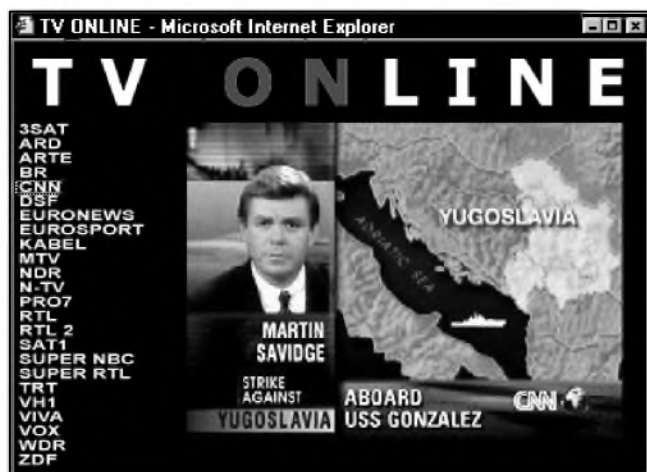 TV ONLINE - Microsoft Internet Explorer
TV ONLINE
3SAT
ARD
ARTE
BR
CNN
DSF
EURONEWS
EUROSPORT
KABEL
MTV
NDR
N-TV
PRO7
RTL
RTL 2
SAT1
SUPER NBC
SUPER RTL
TRT
VH1
VIVA
VOX
WDR
ZDF
MARTIN
SAVIDGE
STRIKE
AGAINST
YUGOSLAVIA
YUGOSLAVIA
ADRIATIC SEA
ABOARD
USS GONZALEZ
CNN